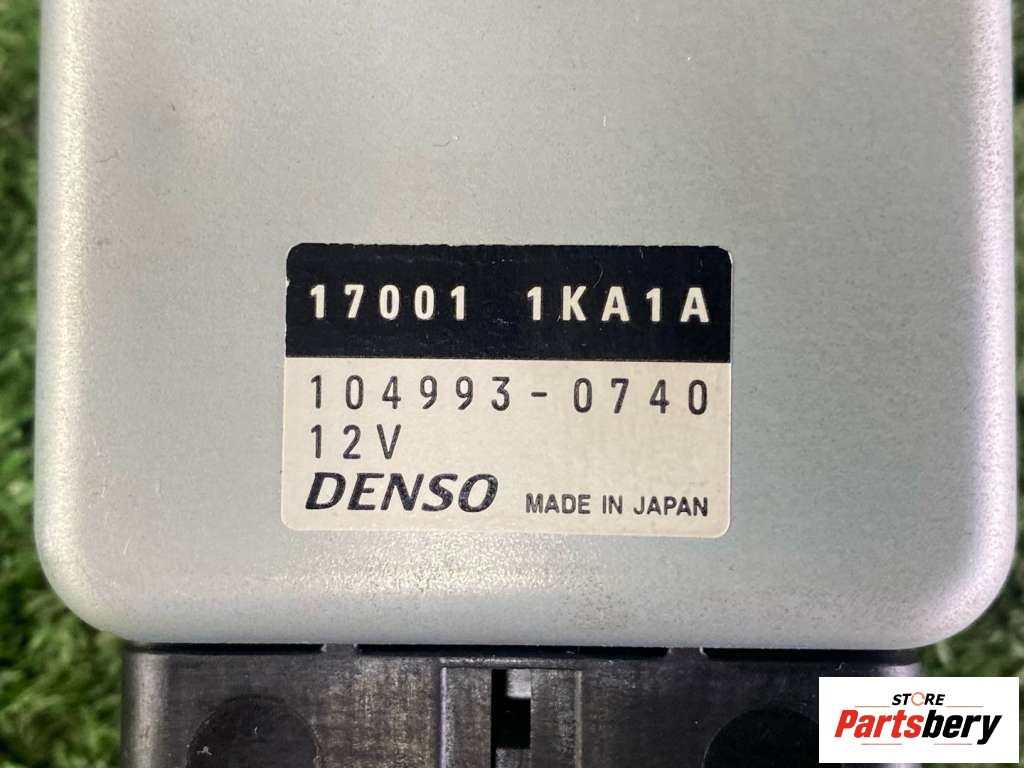 17001 1KA1A
104993-0740
12V
DENSO MADE IN JAPAN
STORE
Partsbery